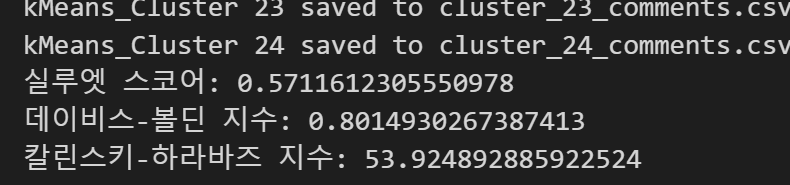 kMeans_Cluster 23 saved to cluster_23_comments.csv
kMeans_Cluster 24 saved to cluster_24_comments.csv
실루엣 스코어: 0.5711612305550978
데이비스-볼딘 지수: 0.8014930267387413
칼린스키-하라바즈 지수: 53.924892885922524